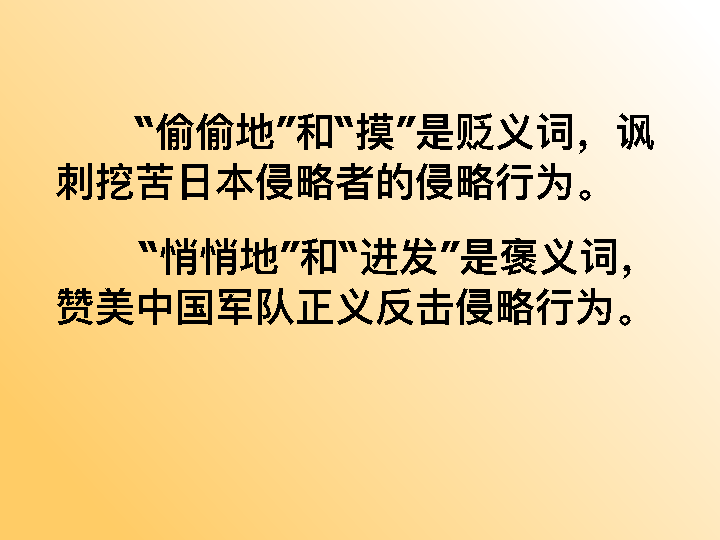 “偷偷地”和“摸”是贬义词，讽
刺挖苦日本侵略者的侵略行为。
“悄悄地”和“进发”是褒义词，
赞美中国军队正义反击侵略行为。